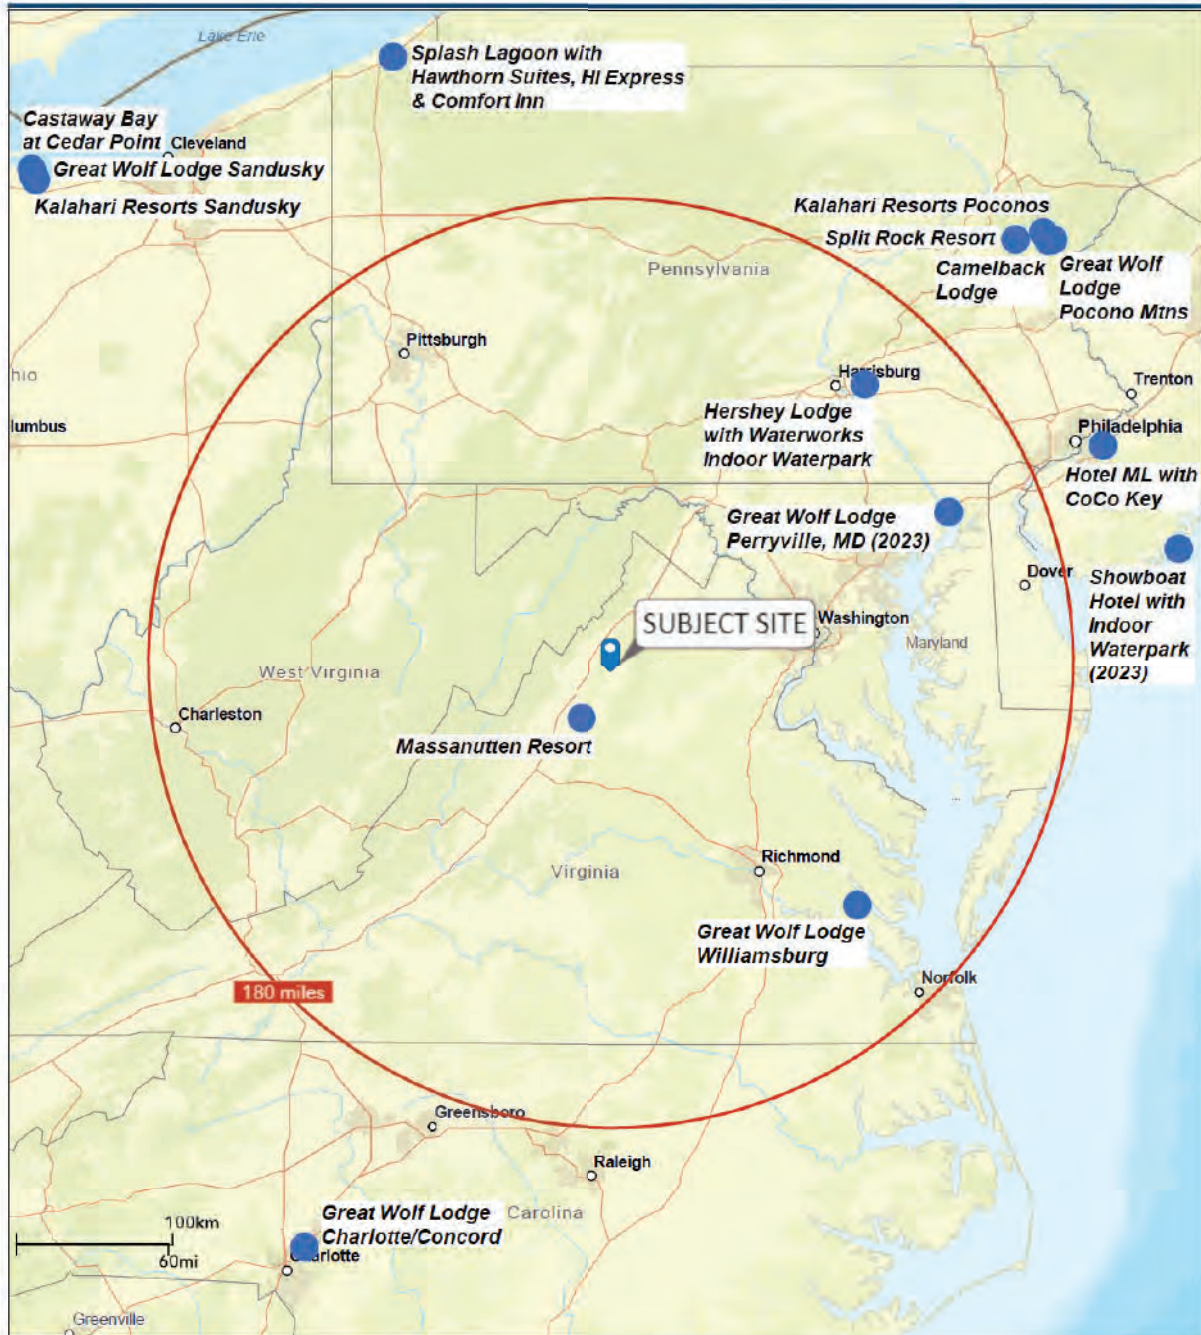 Lake Erie
Splash Lagoon with
Hawthorn Suites, HI Express
& Comfort Inn
Castaway Bay
at Cedar Point
Cleveland
Great Wolf Lodge Sandusky
Kalahari Resorts Sandusky
Kalahari Resorts Poconos
Split Rock Resort
Camelback
Lodge
Great Wolf
Lodge
Pocono Mtns
Pennsylvania
Pittsburgh
hio
lumbus
Harrisburg
Trenton
Hershey Lodge
with Waterworks
Indoor Waterpark
Philadelphia
Hotel ML with
CoCo Key
Great Wolf Lodge
Perryville, MD (2023)
Dover
Showboat
Hotel with
Indoor
Waterpark
(2023)
SUBJECT SITE
Washington
Maryland
West Virginia
Charleston
Massanutten Resort
Richmond
Virginia
Great Wolf Lodge
Williamsburg
Norfolk
180 miles
Greensboro
Raleigh
Great Wolf Lodge
Charlotte/Concord
Carolina
100km
60mi
Charlotte
Greenville